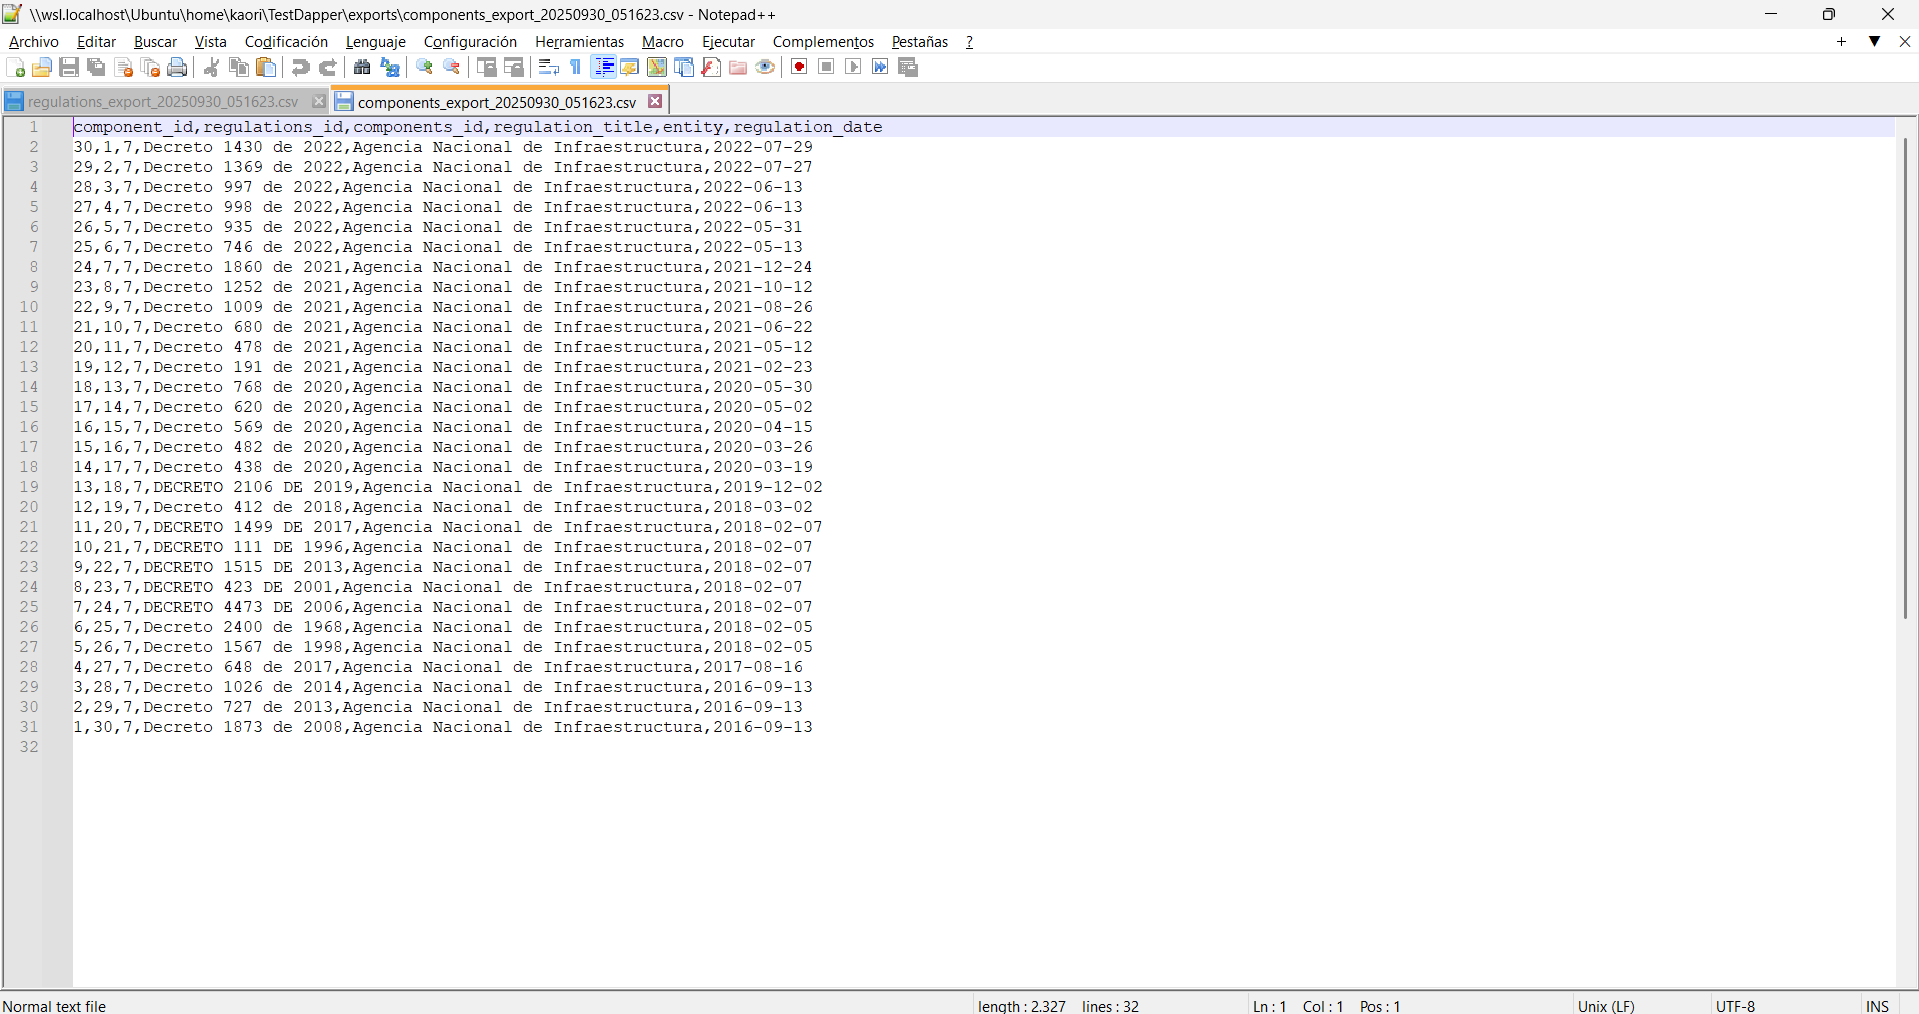 \\wsl.localhost\Ubuntu\home\kaori\TestDapper\exports\components_export_20250930_051623.csv - Notepad++
Archivo Editar Buscar Vista Codificación Lenguaje Configuración Herramientas Macro Ejecutar Complementos Pestañas ? + ▼ X
regulations_export_20250930_051623.csv components_export_20250930_051623.csv
1 component_id,regulations_id,components_id,regulation_title,entity,regulation_date
2 30,1,7,Decreto 1430 de 2022,Agencia Nacional de Infraestructura,2022-07-29
3 29,2,7,Decreto 1369 de 2022,Agencia Nacional de Infraestructura,2022-07-27
4 28,3,7,Decreto 997 de 2022,Agencia Nacional de Infraestructura,2022-06-13
5 27,4,7,Decreto 998 de 2022,Agencia Nacional de Infraestructura,2022-06-13
6 26,5,7,Decreto 935 de 2022,Agencia Nacional de Infraestructura,2022-05-31
7 25,6,7,Decreto 746 de 2022,Agencia Nacional de Infraestructura,2022-05-13
8 24,7,7,Decreto 1860 de 2021,Agencia Nacional de Infraestructura,2021-12-24
9 23,8,7,Decreto 1252 de 2021,Agencia Nacional de Infraestructura,2021-10-12
10 22,9,7,Decreto 1009 de 2021,Agencia Nacional de Infraestructura,2021-08-26
11 21,10,7,Decreto 680 de 2021,Agencia Nacional de Infraestructura,2021-06-22
12 20,11,7,Decreto 478 de 2021,Agencia Nacional de Infraestructura,2021-05-12
13 19,12,7,Decreto 191 de 2021,Agencia Nacional de Infraestructura,2021-02-23
14 18,13,7,Decreto 768 de 2020,Agencia Nacional de Infraestructura,2020-05-30
15 17,14,7,Decreto 620 de 2020,Agencia Nacional de Infraestructura,2020-05-02
16 16,15,7,Decreto 569 de 2020,Agencia Nacional de Infraestructura,2020-04-15
17 15,16,7,Decreto 482 de 2020,Agencia Nacional de Infraestructura,2020-03-26
18 14,17,7,Decreto 438 de 2020,Agencia Nacional de Infraestructura,2020-03-19
19 13,18,7,DECRETO 2106 DE 2019,Agencia Nacional de Infraestructura,2019-12-02
20 12,19,7,Decreto 412 de 2018,Agencia Nacional de Infraestructura,2018-03-02
21 11,20,7,DECRETO 1499 DE 2017,Agencia Nacional de Infraestructura,2018-02-07
22 10,21,7,DECRETO 111 DE 1996,Agencia Nacional de Infraestructura,2018-02-07
23 9,22,7,DECRETO 1515 DE 2013,Agencia Nacional de Infraestructura,2018-02-07
24 8,23,7,DECRETO 423 DE 2001,Agencia Nacional de Infraestructura,2018-02-07
25 7,24,7,DECRETO 4473 DE 2006,Agencia Nacional de Infraestructura,2018-02-07
26 6,25,7,Decreto 2400 de 1968,Agencia Nacional de Infraestructura,2018-02-05
27 5,26,7,Decreto 1567 de 1998,Agencia Nacional de Infraestructura,2018-02-05
28 4,27,7,Decreto 648 de 2017,Agencia Nacional de Infraestructura,2017-08-16
29 3,28,7,Decreto 1026 de 2014,Agencia Nacional de Infraestructura,2016-09-13
30 2,29,7,Decreto 727 de 2013,Agencia Nacional de Infraestructura,2016-09-13
31 1,30,7,Decreto 1873 de 2008,Agencia Nacional de Infraestructura,2016-09-13
32
Normal text file length : 2.327 lines : 32 Ln : 1 Col : 1 Pos : 1 Unix (LF) UTF-8 INS